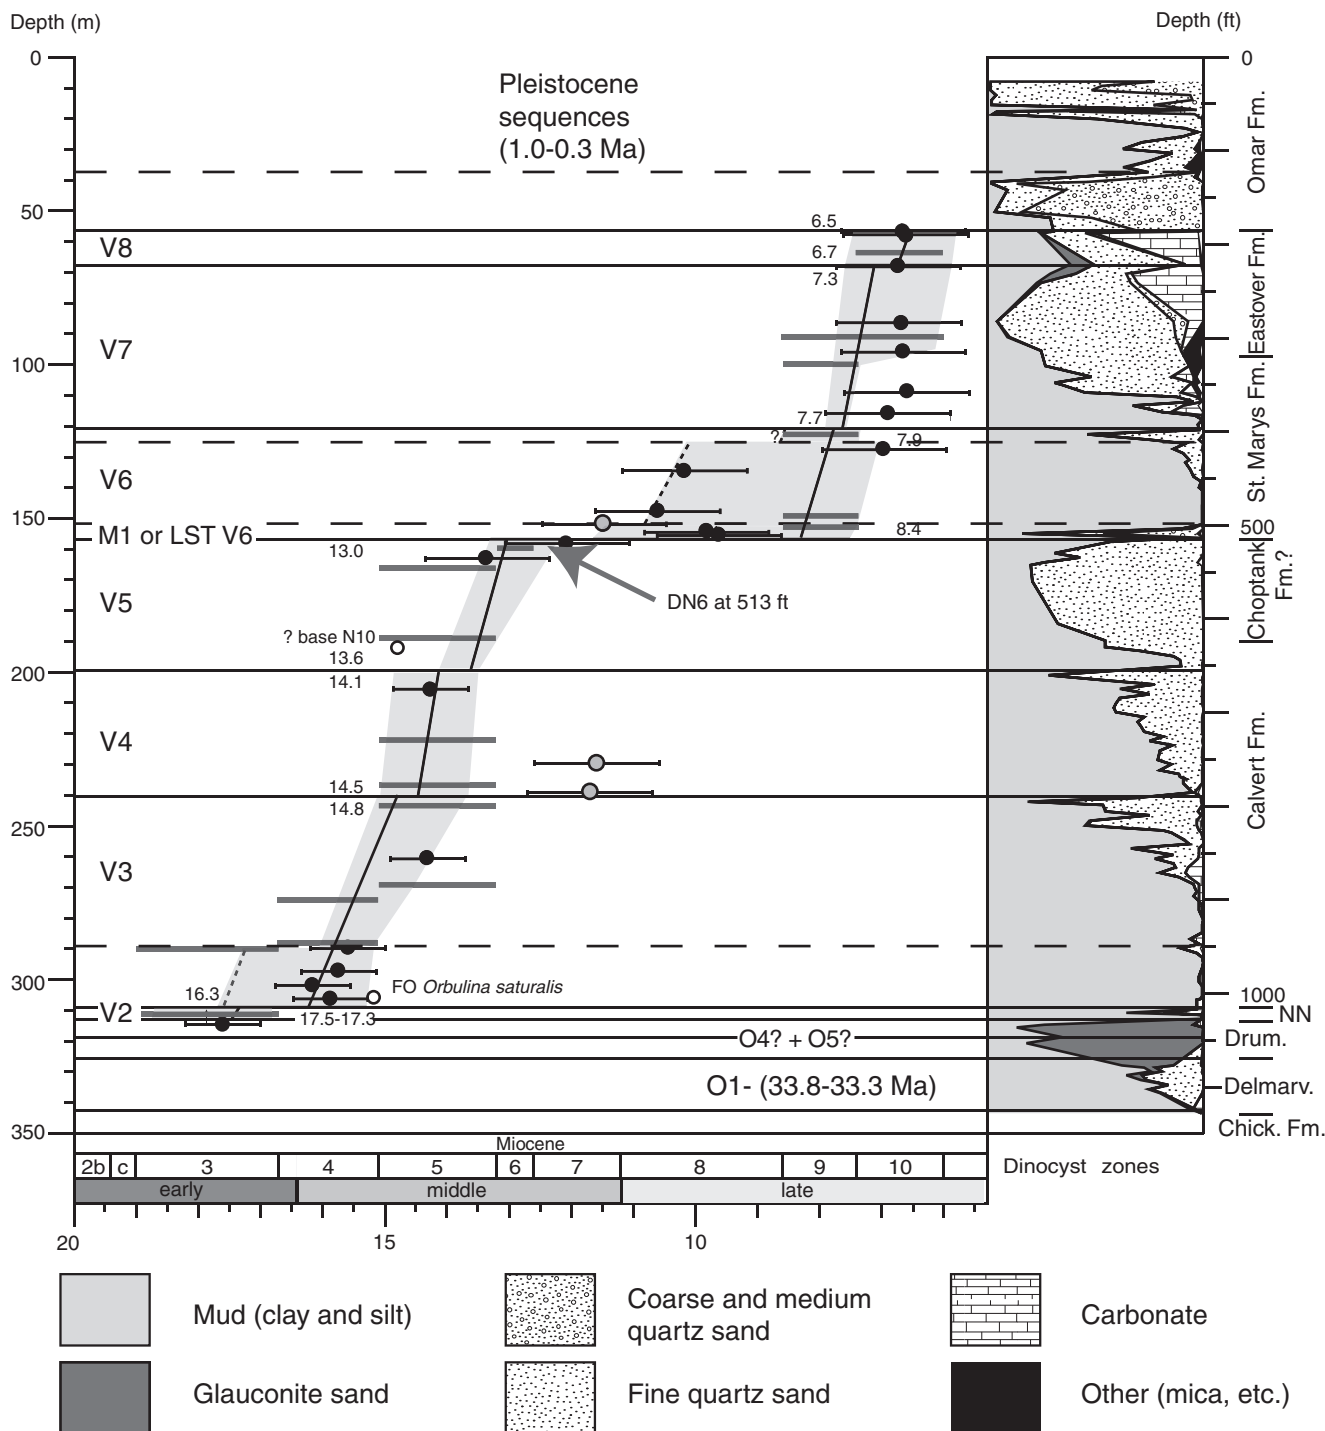 Depth (m)
Depth (ft)
0
0
Pleistocene
sequences
(1.0-0.3 Ma)
Omar Fm.
50
6.5
V8
6.7
7.3
Eastover Fm.
V7
100
St. Marys Fm.
7.7
?
7.9
V6
150
500
M1 or LST V6
8.4
13.0
Choptank
Fm.?
DN6 at 513 ft
V5
? base N10
13.6
200
14.1
V4
Calvert Fm.
14.5
14.8
250
V3
300
16.3
FO Orbulina saturalis
1000
V2
17.5-17.3
NN
O4? + O5?
Drum.
O1- (33.8-33.3 Ma)
Delmarv.
350
Chick. Fm.
Miocene
2b c 3 4 5 6 7 8 9 10
Dinocyst zones
early middle late
20 15 10
Mud (clay and silt)
Coarse and medium
quartz sand
Carbonate
Glauconite sand
Fine quartz sand
Other (mica, etc.)